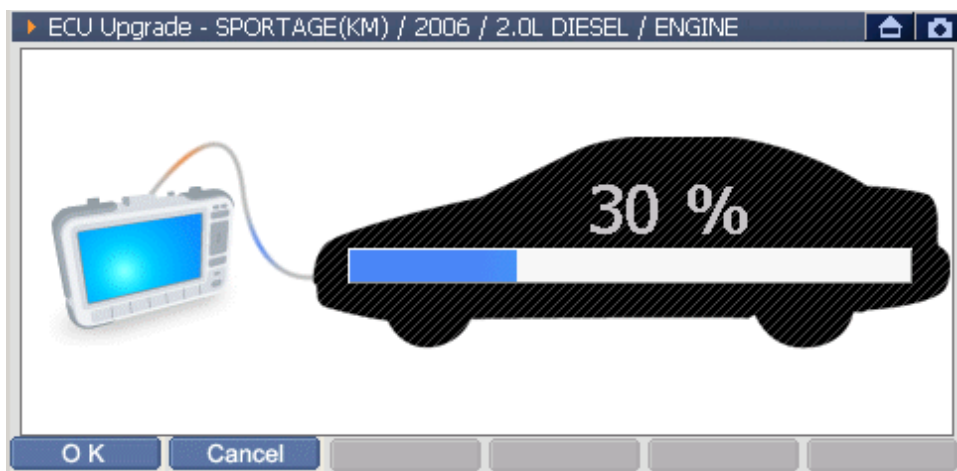 ECU Upgrade - SPORTAGE(KM) / 2006 / 2.0L DIESEL / ENGINE
30 %
O K Cancel